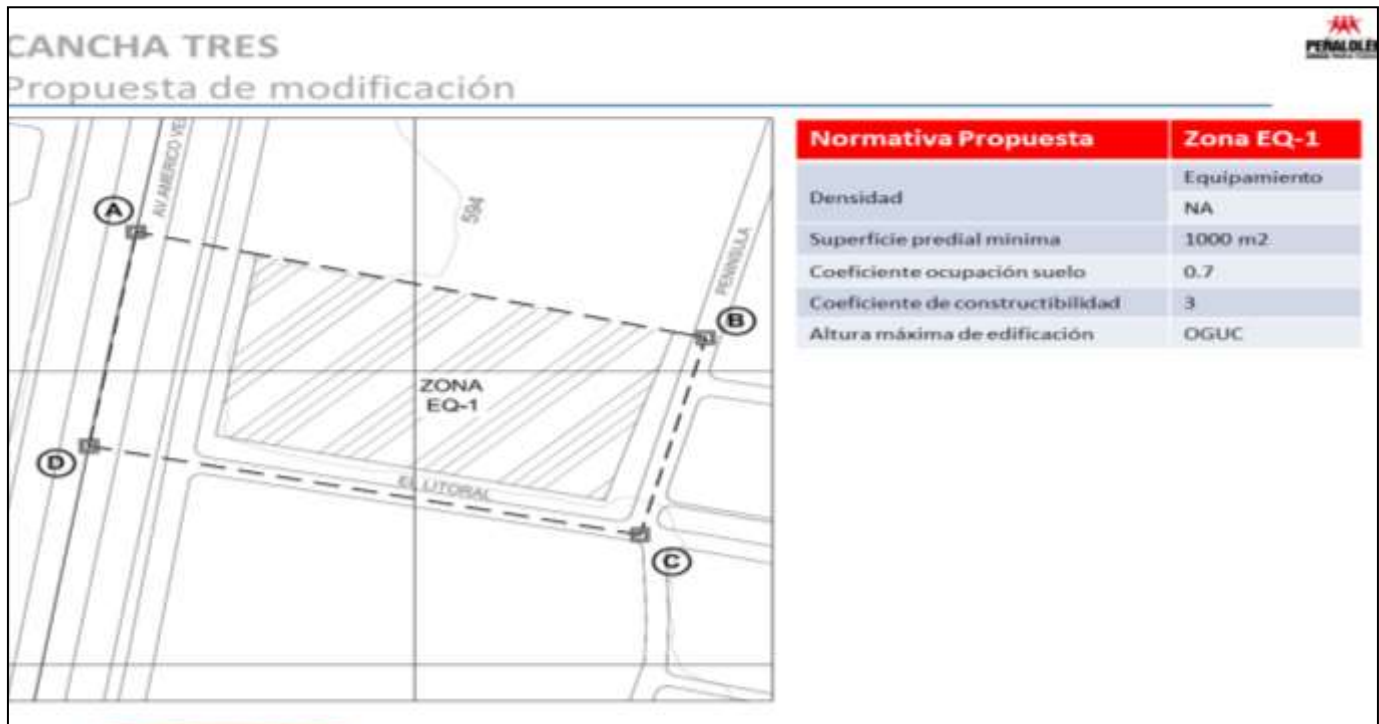 CANCHA TRES
Propuesta de modificación
PEÑALOLÉN
AV AMERICO VE
A
594
PENINSULA
B
ZONA
EQ-1
D
EL LITORAL
C
Normativa Propuesta Zona EQ-1
Densidad Equipamiento
NA
Superficie predial mínima 1000 m2
Coeficiente ocupación suelo 0.7
Coeficiente de constructibilidad 3
Altura máxima de edificación OGUC